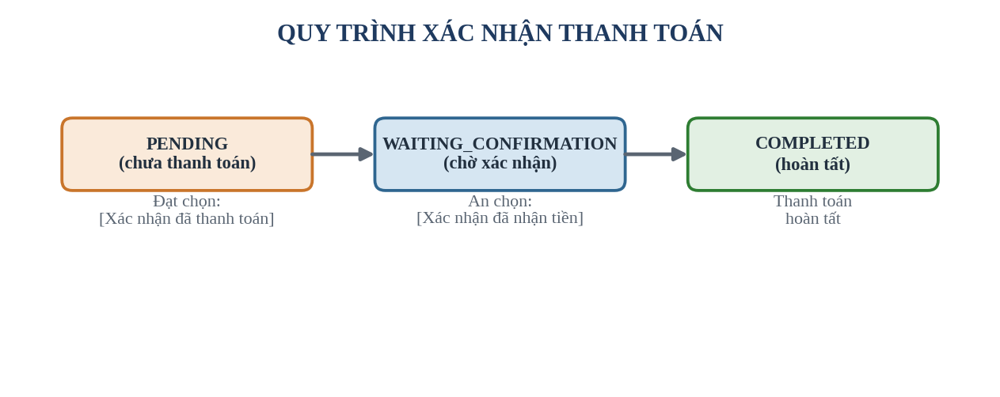 QUY TRÌNH XÁC NHẬN THANH TOÁN
PENDING
(chưa thanh toán)
Đạt chọn:
[Xác nhận đã thanh toán]
WAITING_CONFIRMATION
(chờ xác nhận)
An chọn:
[Xác nhận đã nhận tiền]
COMPLETED
(hoàn tất)
Thanh toán
hoàn tất